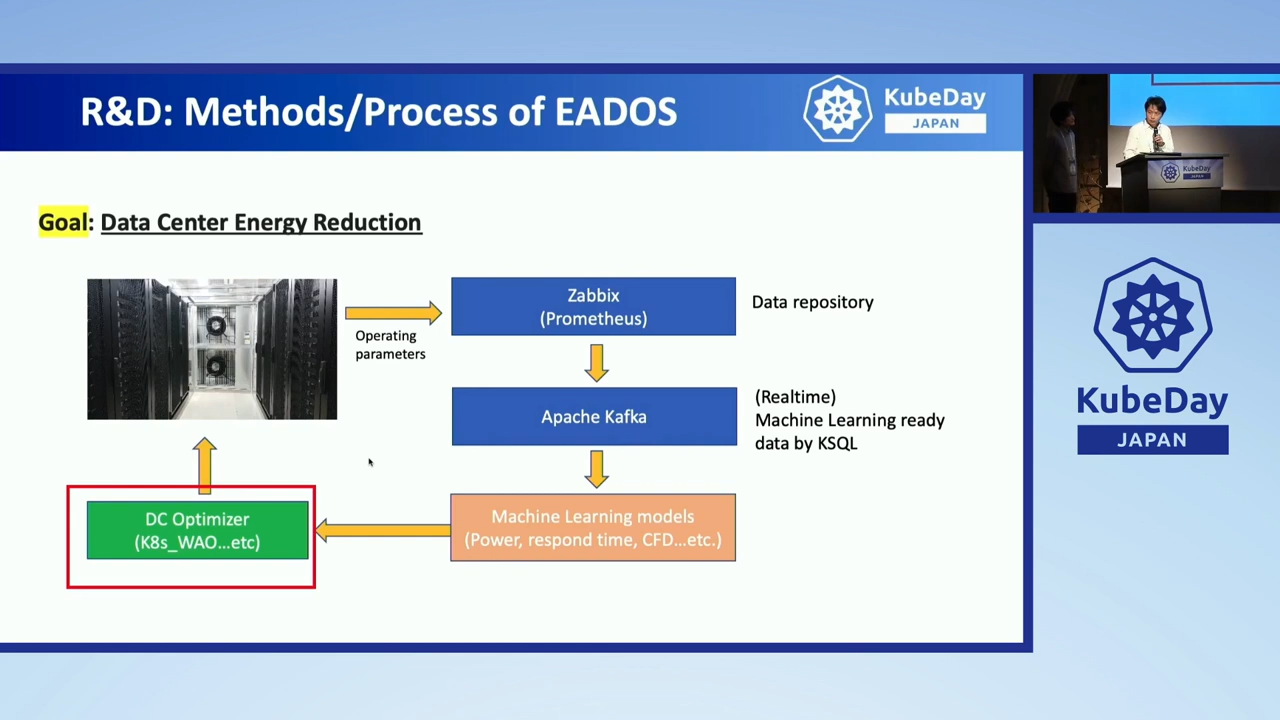 R&D: Methods/Process of EADOS
KubeDay
JAPAN
Goal: Data Center Energy Reduction
Operating
parameters
Zabbix
(Prometheus)
Data repository
Apache Kafka
(Realtime)
Machine Learning ready
data by KSQL
Machine Learning models
(Power, respond time, CFD...etc.)
DC Optimizer
(K8s_WAO...etc)
KubeDay
JAPAN
KubeDay
JAPAN